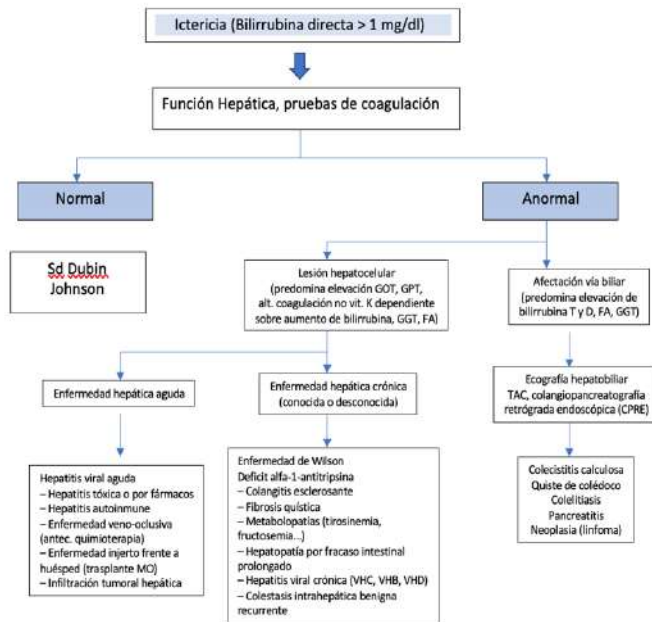 Ictericia (Bilirrubina directa > 1 mg/dl)
Función Hepática, pruebas de coagulación
Normal
Anormal
Sd Dubin
Johnson
Lesión hepatocelular
(predomina elevación GOT, GPT,
alt. coagulación no vit. K dependiente
sobre aumento de bilirrubina, GGT, FA)
Afectación vía biliar
(predomina elevación de
bilirrubina T y D, FA, GGT)
Enfermedad hepática aguda
Enfermedad hepática crónica
(conocida o desconocida)
Ecografía hepatobiliar
TAC, colangiopancreatografía
retrógrada endoscópica (CPRE)
Hepatitis viral aguda
– Hepatitis tóxica o por fármacos
– Hepatitis autoinmune
– Enfermedad veno-oclusiva
(antec. quimioterapia)
– Enfermedad injerto frente a
huésped (trasplante MO)
– Infiltración tumoral hepática
Enfermedad de Wilson
Deficit alfa-1-antitripsina
– Colangitis esclerosante
– Fibrosis quística
– Metabolopatias (tirosinemia,
fructosemia...)
– Hepatopatía por fracaso intestinal
prolongado
– Hepatitis viral crónica (VHC, VHB, VHD)
– Colestasis intrahepática benigna
recurrente
Colecistitis calculosa
Quiste de colédoco
Colelitiasis
Pancreatitis
Neoplasia (linfoma)